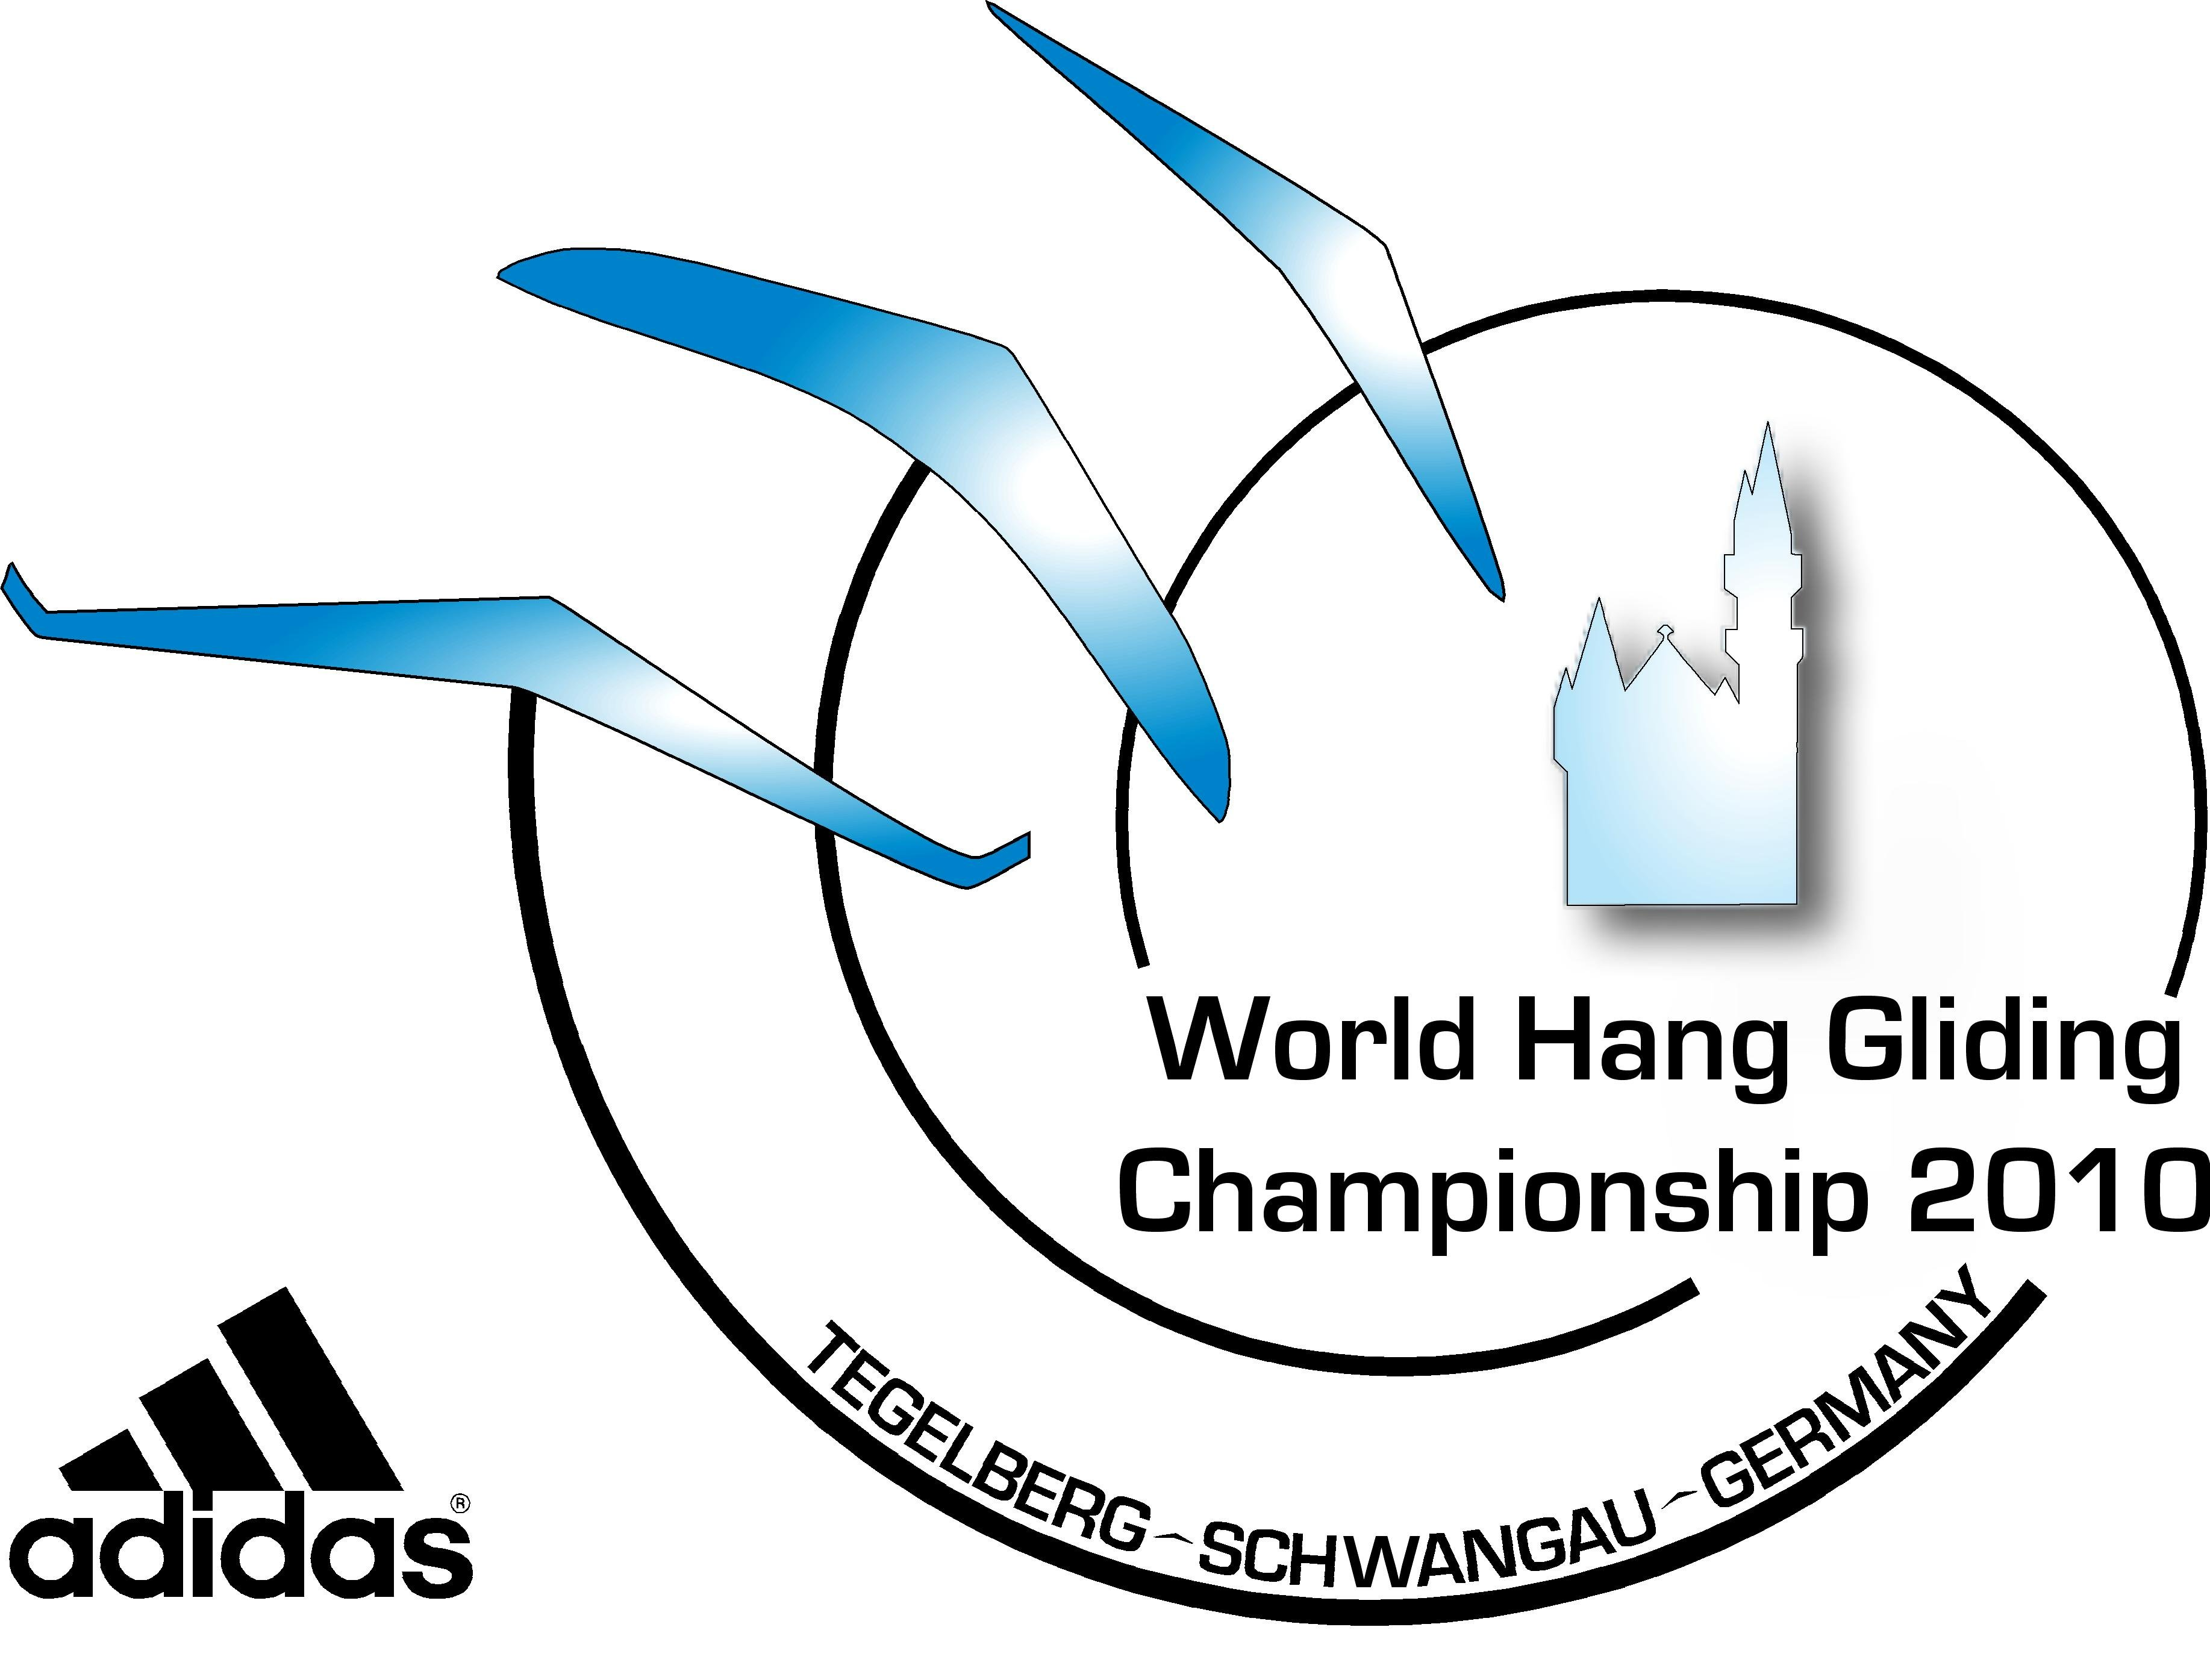 World Hang Gliding
Championship 2010
TEGELBERG-SCHWANGAU-GERMANY
adidas®